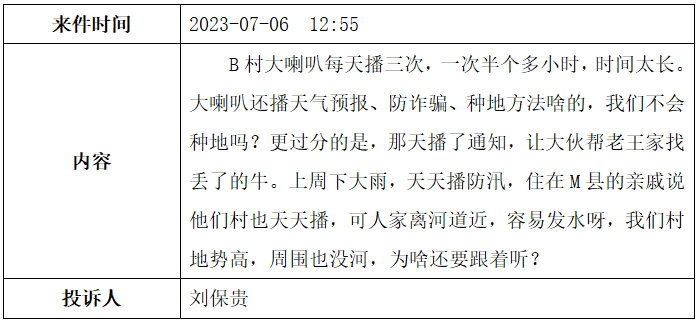 来件时间 2023-07-06 12:55
B 村大喇叭每天播三次，一次半个多小时，时间太长。
大喇叭还播天气预报、防诈骗、种地方法啥的，我们不会
种地吗？更过分的是，那天播了通知，让大伙帮老王家找
内容
丢了的牛。上周下大雨，天天播防汛，住在 M 县的亲戚说
他们村也天天播，可人家离河道近，容易发水呀，我们村
地势高，周围也没河，为啥还要跟着听？
投诉人 刘保贵